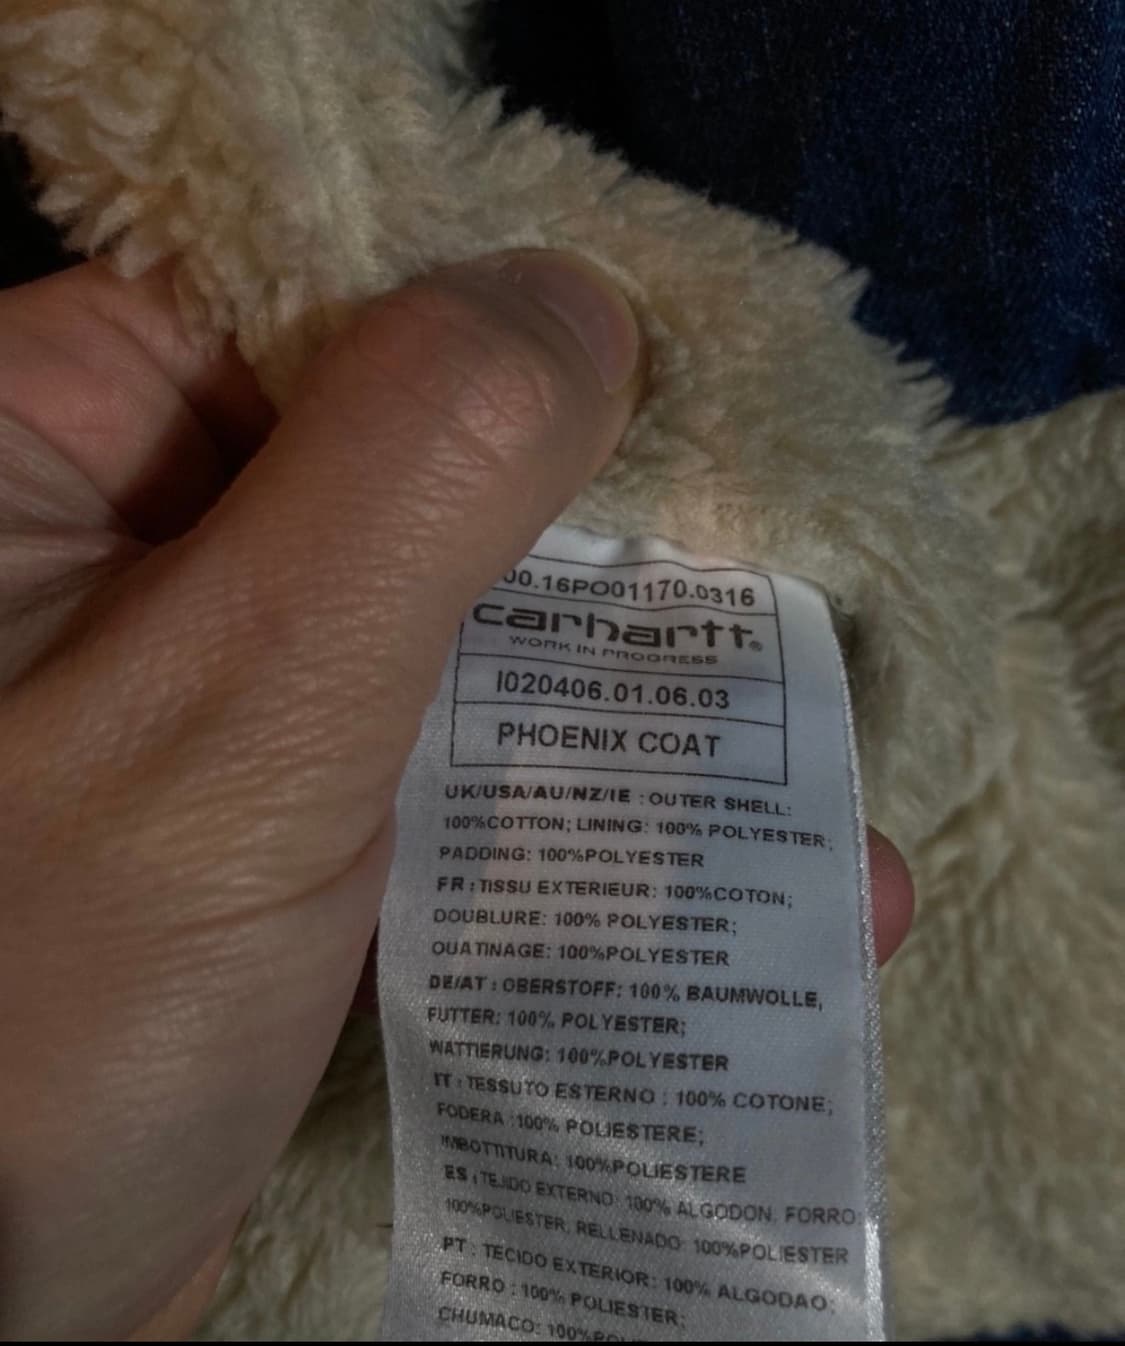 00.16PO01170.0316
carhartt®
WORK IN PROGRESS
I020406.01.06.03
PHOENIX COAT
UK/USA/AU/NZ/IE : OUTER SHELL:
100%COTTON; LINING: 100% POLYESTER;
PADDING: 100%POLYESTER
FR : TISSU EXTERIEUR: 100%COTON;
DOUBLURE: 100% POLYESTER;
OUATINAGE: 100%POLYESTER
DE/AT : OBERSTOFF: 100% BAUMWOLLE,
FUTTER: 100% POLYESTER;
WATTIERUNG: 100%POLYESTER
IT : TESSUTO ESTERNO : 100% COTONE;
FODERA :100% POLIESTERE;
IMBOTTITURA: 100%POLIESTERE
ES : TEJIDO EXTERNO: 100% ALGODON, FORRO:
100%POLIESTER, RELLENADO: 100%POLIESTER
PT : TECIDO EXTERIOR: 100% ALGODAO;
FORRO : 100% POLIESTER;
CHUMACO: